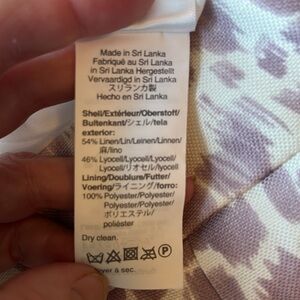 Made in Sri Lanka
Fabriqué au Sri Lanka
in Sri Lanka Hergestellt
Vervaardigd in Sri Lanka
スリランカ製
Hecho en Sri Lanka
Shell/Extérieur/Oberstoff/
Buitenkant/シェル/tela
exterior:
54% Linen/Lin/Leinen/Linnen/
麻/lino
46% Lyocell/Lyocell/Lyocell/
Lyocell/リオセル/lyocell
Lining/Doublure/Futter/
Voering/ライニング/forro:
100% Polyester/Polyester/
Polyester/Polyester/
ポリエステル/
poliéster
Dry clean.
P
à sec.